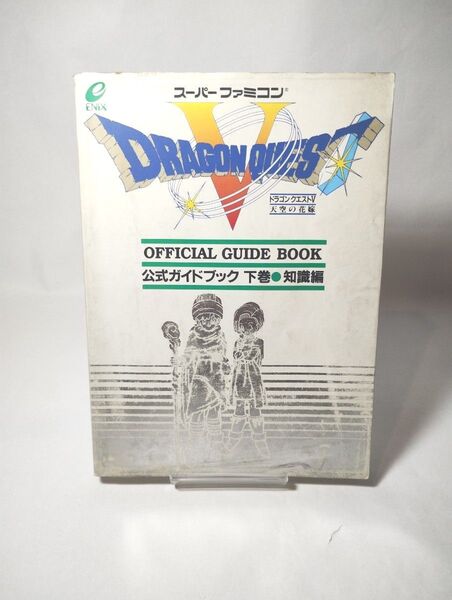 ENIX
スーパーファミコン®
V
DRAGON QUEST
ドラゴンクエストV
天空の花嫁
OFFICIAL GUIDE BOOK
公式ガイドブック 下巻●知識編